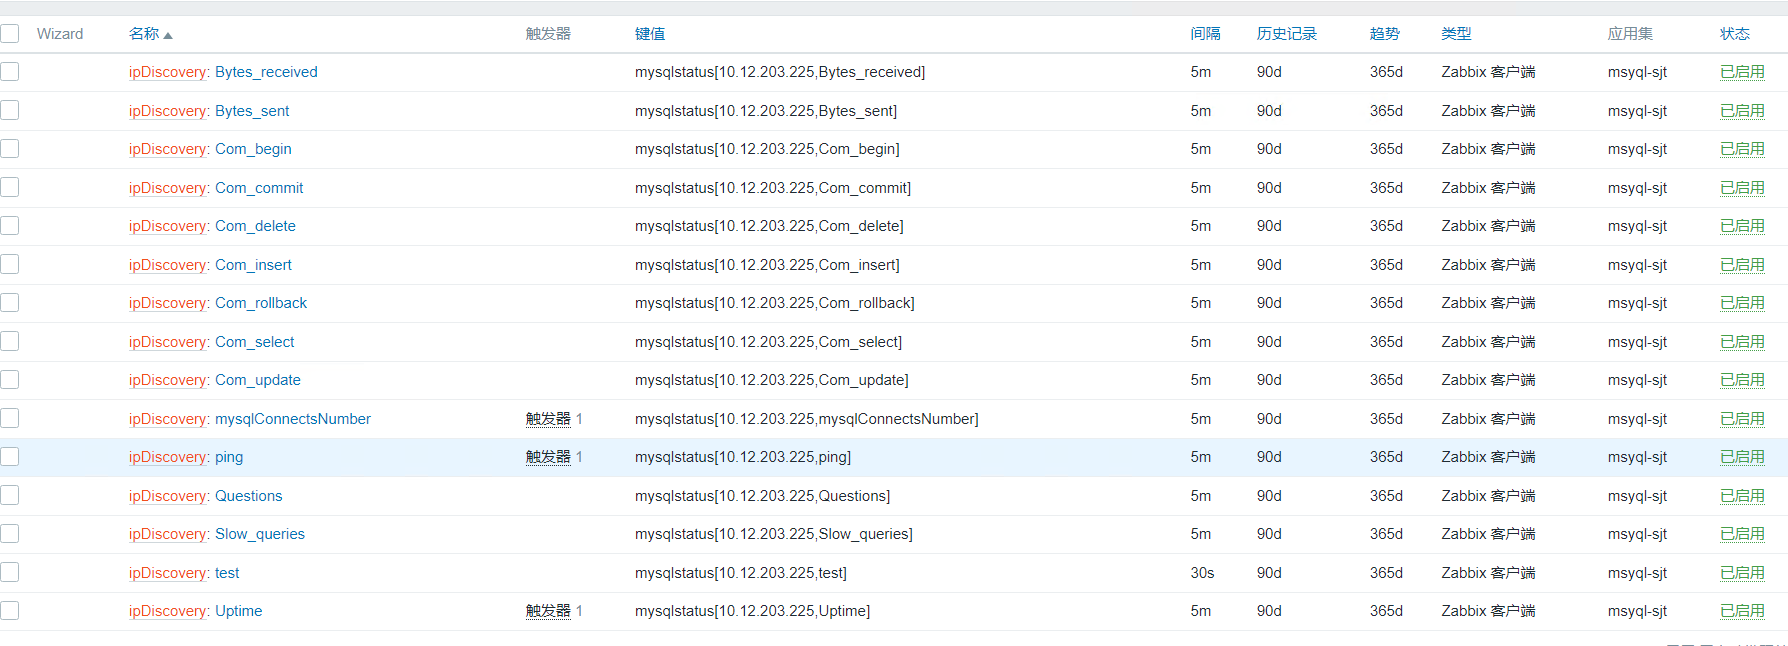 Wizard 名称 触发器 键值 间隔 历史记录 趋势 类型 应用集 状态
ipDiscovery: Bytes_received mysqlstatus[10.12.203.225,Bytes_received] 5m 90d 365d Zabbix 客户端 msyql-sjt 已启用
ipDiscovery: Bytes_sent mysqlstatus[10.12.203.225,Bytes_sent] 5m 90d 365d Zabbix 客户端 msyql-sjt 已启用
ipDiscovery: Com_begin mysqlstatus[10.12.203.225,Com_begin] 5m 90d 365d Zabbix 客户端 msyql-sjt 已启用
ipDiscovery: Com_commit mysqlstatus[10.12.203.225,Com_commit] 5m 90d 365d Zabbix 客户端 msyql-sjt 已启用
ipDiscovery: Com_delete mysqlstatus[10.12.203.225,Com_delete] 5m 90d 365d Zabbix 客户端 msyql-sjt 已启用
ipDiscovery: Com_insert mysqlstatus[10.12.203.225,Com_insert] 5m 90d 365d Zabbix 客户端 msyql-sjt 已启用
ipDiscovery: Com_rollback mysqlstatus[10.12.203.225,Com_rollback] 5m 90d 365d Zabbix 客户端 msyql-sjt 已启用
ipDiscovery: Com_select mysqlstatus[10.12.203.225,Com_select] 5m 90d 365d Zabbix 客户端 msyql-sjt 已启用
ipDiscovery: Com_update mysqlstatus[10.12.203.225,Com_update] 5m 90d 365d Zabbix 客户端 msyql-sjt 已启用
ipDiscovery: mysqlConnectsNumber 触发器 1 mysqlstatus[10.12.203.225,mysqlConnectsNumber] 5m 90d 365d Zabbix 客户端 msyql-sjt 已启用
ipDiscovery: ping 触发器 1 mysqlstatus[10.12.203.225,ping] 5m 90d 365d Zabbix 客户端 msyql-sjt 已启用
ipDiscovery: Questions mysqlstatus[10.12.203.225,Questions] 5m 90d 365d Zabbix 客户端 msyql-sjt 已启用
ipDiscovery: Slow_queries mysqlstatus[10.12.203.225,Slow_queries] 5m 90d 365d Zabbix 客户端 msyql-sjt 已启用
ipDiscovery: test mysqlstatus[10.12.203.225,test] 30s 90d 365d Zabbix 客户端 msyql-sjt 已启用
ipDiscovery: Uptime 触发器 1 mysqlstatus[10.12.203.225,Uptime] 5m 90d 365d Zabbix 客户端 msyql-sjt 已启用